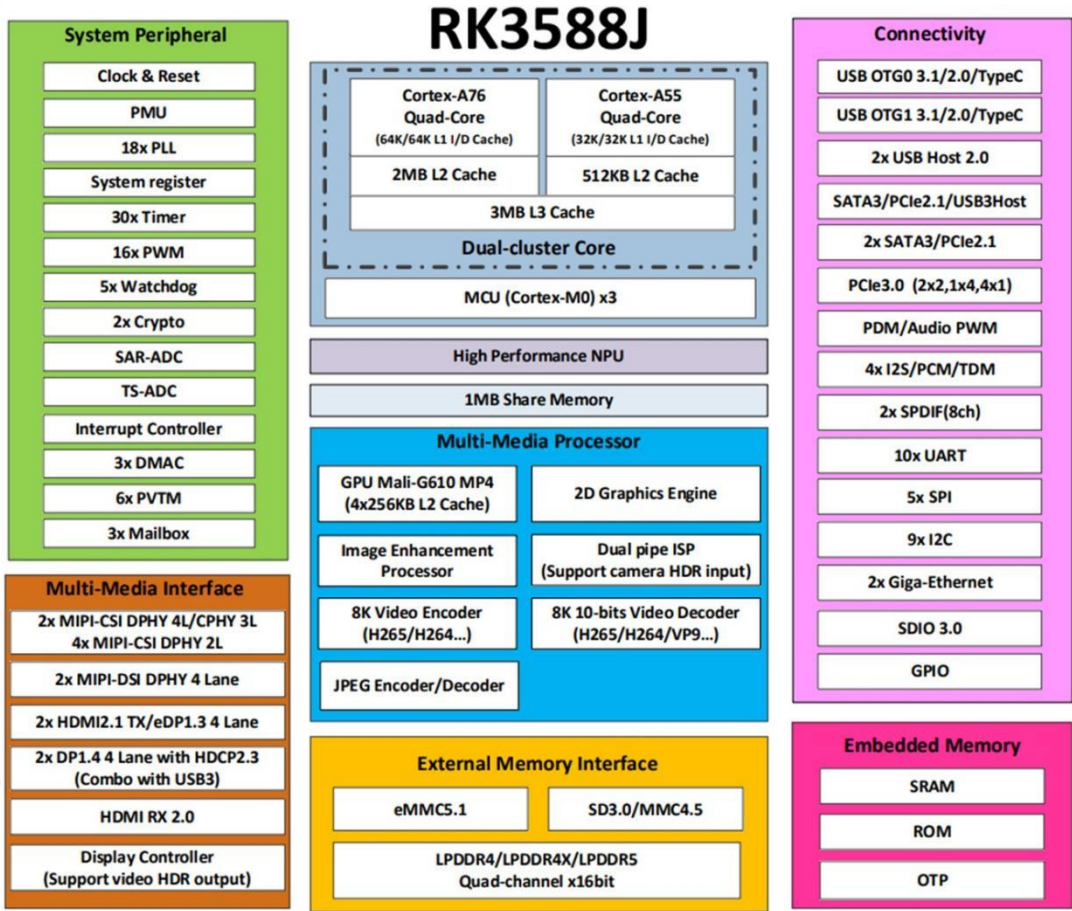 RK3588J
System Peripheral
Clock & Reset
PMU
18x PLL
System register
30x Timer
16x PWM
5x Watchdog
2x Crypto
SAR-ADC
TS-ADC
Interrupt Controller
3x DMAC
6x PVTM
3x Mailbox
Multi-Media Interface
2x MIPI-CSI DPHY 4L/CPHY 3L
4x MIPI-CSI DPHY 2L
2x MIPI-DSI DPHY 4 Lane
2x HDMI2.1 TX/eDP1.3 4 Lane
2x DP1.4 4 Lane with HDCP2.3
(Combo with USB3)
HDMI RX 2.0
Display Controller
(Support video HDR output)
Cortex-A76
Quad-Core
(64K/64K L1 I/D Cache)
2MB L2 Cache
Cortex-A55
Quad-Core
(32K/32K L1 I/D Cache)
512KB L2 Cache
3MB L3 Cache
Dual-cluster Core
MCU (Cortex-M0) x3
High Performance NPU
1MB Share Memory
Multi-Media Processor
GPU Mali-G610 MP4
(4x256KB L2 Cache)
2D Graphics Engine
Image Enhancement
Processor
Dual pipe ISP
(Support camera HDR input)
8K Video Encoder
(H265/H264...)
8K 10-bits Video Decoder
(H265/H264/VP9...)
JPEG Encoder/Decoder
External Memory Interface
eMMC5.1
SD3.0/MMC4.5
LPDDR4/LPDDR4X/LPDDR5
Quad-channel x16bit
Connectivity
USB OTG0 3.1/2.0/TypeC
USB OTG1 3.1/2.0/TypeC
2x USB Host 2.0
SATA3/PCIe2.1/USB3Host
2x SATA3/PCIe2.1
PCIe3.0 (2x2,1x4,4x1)
PDM/Audio PWM
4x I2S/PCM/TDM
2x SPDIF(8ch)
10x UART
5x SPI
9x I2C
2x Giga-Ethernet
SDIO 3.0
GPIO
Embedded Memory
SRAM
ROM
OTP